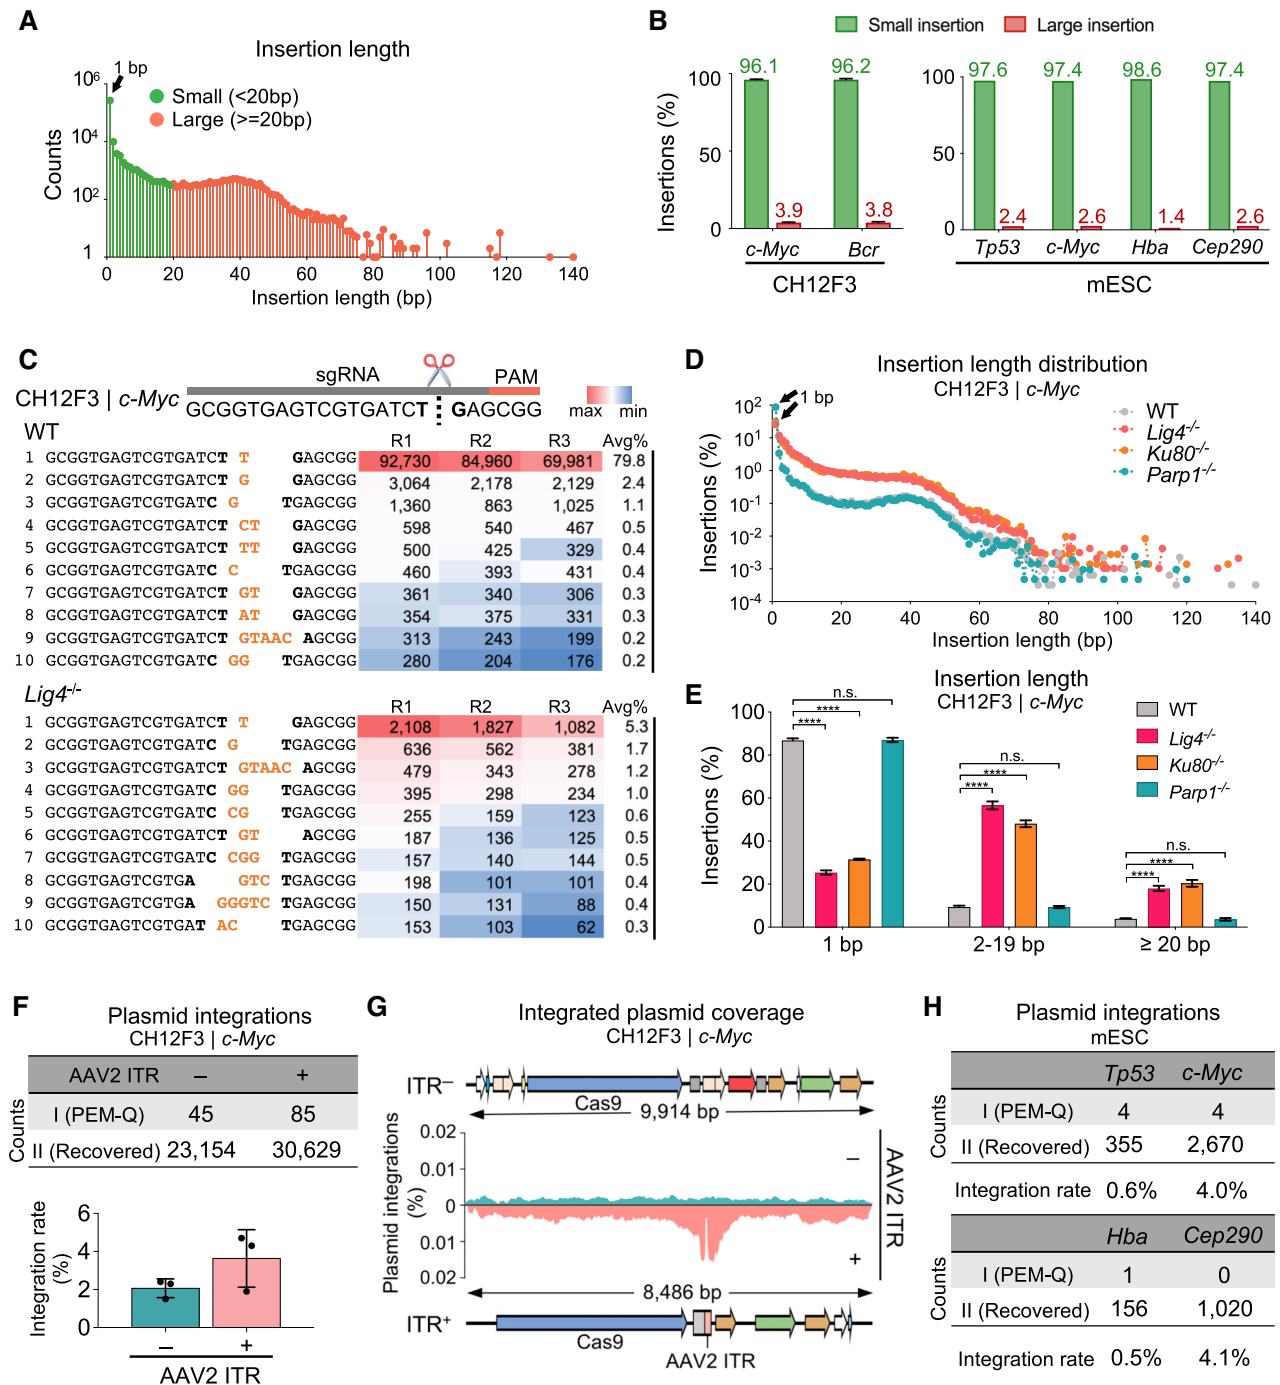 A
Insertion length
1 bp
Small (<20bp)
Large (>=20bp)
Counts
10⁶
10⁴
10²
1
0 20 40 60 80 100 120 140
Insertion length (bp)
B
Small insertion Large insertion
Insertions (%)
100
50
0
96.1 3.9 96.2 3.8
c-Myc Bcr
CH12F3
100
50
0
97.6 2.4 97.4 2.6 98.6 1.4 97.4 2.6
Tp53 c-Myc Hba Cep290
mESC
C
sgRNA PAM
CH12F3 | c-Myc GCGGTGAGTCGTGATCT GAGCGG
max min
WT
R1 R2 R3 Avg%
1 GCGGTGAGTCGTGATCT T GAGCGG 92,730 84,960 69,981 79.8
2 GCGGTGAGTCGTGATCT G GAGCGG 3,064 2,178 2,129 2.4
3 GCGGTGAGTCGTGATC G TGAGCGG 1,360 863 1,025 1.1
4 GCGGTGAGTCGTGATCT CT GAGCGG 598 540 467 0.5
5 GCGGTGAGTCGTGATCT TT GAGCGG 500 425 329 0.4
6 GCGGTGAGTCGTGATC C TGAGCGG 460 393 431 0.4
7 GCGGTGAGTCGTGATCT GT GAGCGG 361 340 306 0.3
8 GCGGTGAGTCGTGATCT AT GAGCGG 354 375 331 0.3
9 GCGGTGAGTCGTGATCT GTAAC AGCGG 313 243 199 0.2
10 GCGGTGAGTCGTGATC GG TGAGCGG 280 204 176 0.2
Lig4⁻/⁻
R1 R2 R3 Avg%
1 GCGGTGAGTCGTGATCT T GAGCGG 2,108 1,827 1,082 5.3
2 GCGGTGAGTCGTGATC G TGAGCGG 636 562 381 1.7
3 GCGGTGAGTCGTGATCT GTAAC AGCGG 479 343 278 1.2
4 GCGGTGAGTCGTGATC GG TGAGCGG 395 298 234 1.0
5 GCGGTGAGTCGTGATC CG TGAGCGG 255 159 123 0.6
6 GCGGTGAGTCGTGATCT GT AGCGG 187 136 125 0.5
7 GCGGTGAGTCGTGATC CGG TGAGCGG 157 140 144 0.5
8 GCGGTGAGTCGTGA GTC TGAGCGG 198 101 101 0.4
9 GCGGTGAGTCGTGA GGGTC TGAGCGG 150 131 88 0.4
10 GCGGTGAGTCGTGAT AC TGAGCGG 153 103 62 0.3
D
Insertion length distribution
CH12F3 | c-Myc
1 bp
WT
Lig4⁻/⁻
Ku80⁻/⁻
Parp1⁻/⁻
Insertions (%)
10²
10¹
10⁰
10⁻¹
10⁻²
10⁻³
10⁻⁴
0 20 40 60 80 100 120 140
Insertion length (bp)
E
Insertion length
CH12F3 | c-Myc
WT
Lig4⁻/⁻
Ku80⁻/⁻
Parp1⁻/⁻
Insertions (%)
100
80
60
40
20
0
n.s.
****
****
n.s.
****
****
n.s.
****
****
1 bp 2-19 bp ≥ 20 bp
F
Plasmid integrations
CH12F3 | c-Myc
AAV2 ITR − +
Counts
I (PEM-Q) 45 85
II (Recovered) 23,154 30,629
Integration rate (%)
6
4
2
0
− +
AAV2 ITR
G
Integrated plasmid coverage
CH12F3 | c-Myc
ITR⁻
Cas9
9,914 bp
Plasmid integrations (%)
0.02
0.01
0
0.01
0.02
−
+
AAV2 ITR
8,486 bp
ITR⁺
Cas9
AAV2 ITR
H
Plasmid integrations
mESC
Tp53 c-Myc
Counts
I (PEM-Q) 4 4
II (Recovered) 355 2,670
Integration rate 0.6% 4.0%
Hba Cep290
Counts
I (PEM-Q) 1 0
II (Recovered) 156 1,020
Integration rate 0.5% 4.1%